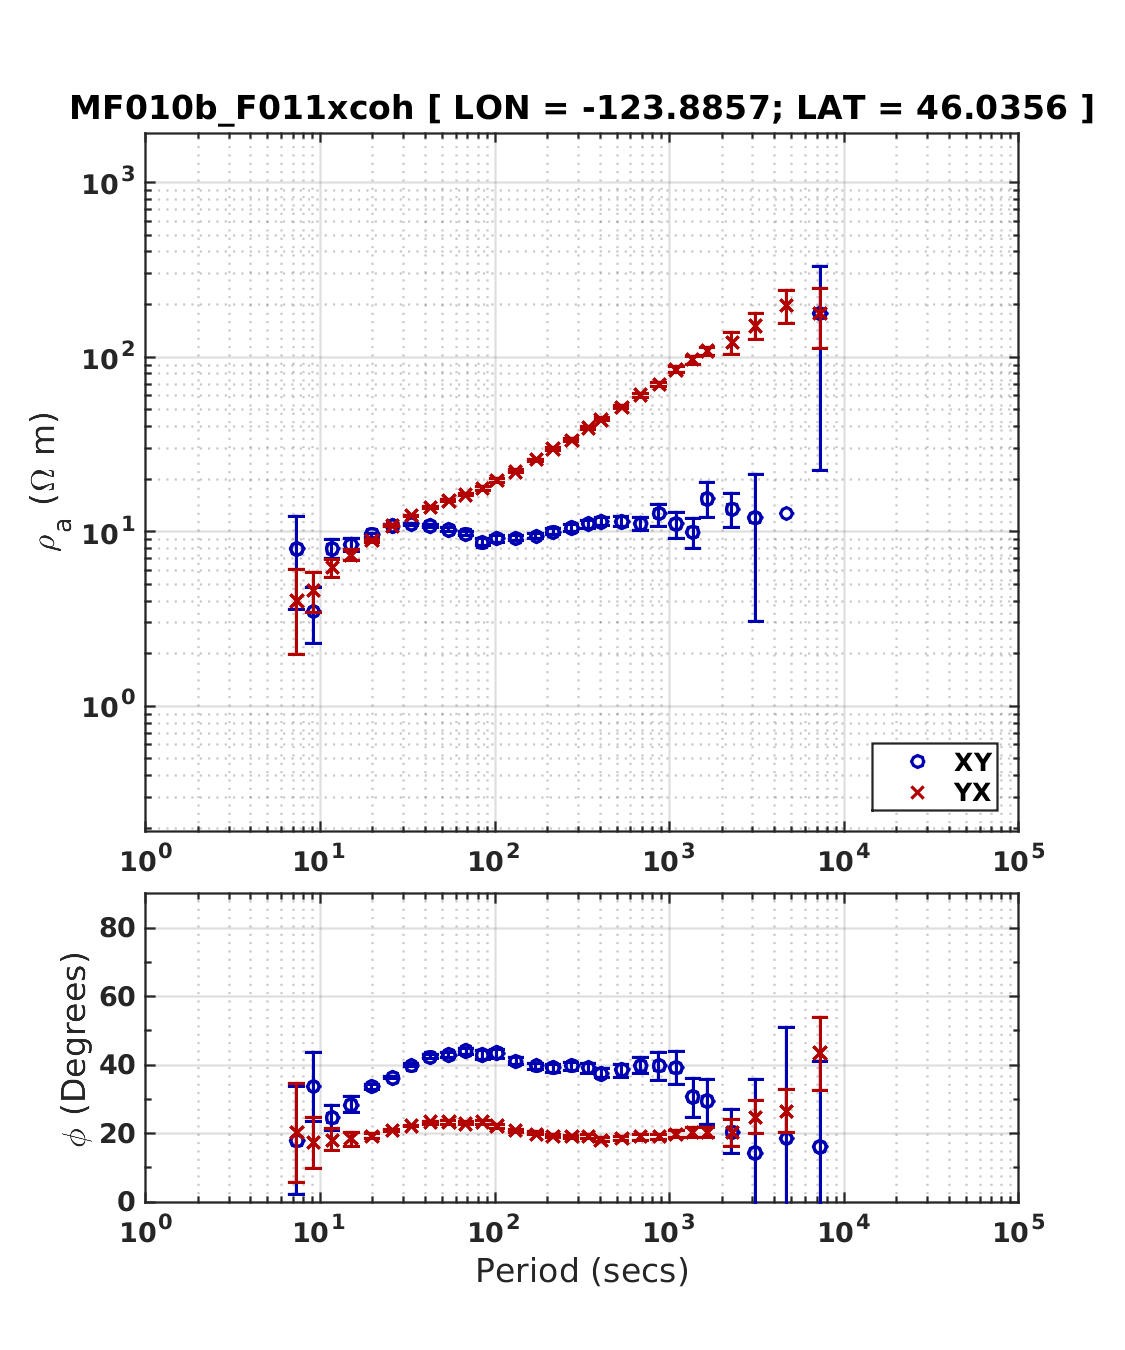 MF010b_F011xcoh [ LON = -123.8857; LAT = 46.0356 ]
10³
10²
10¹
10⁰
ρₐ (Ω m)
XY
YX
10⁰ 10¹ 10² 10³ 10⁴ 10⁵
80
60
40
20
0
ϕ (Degrees)
10⁰ 10¹ 10² 10³ 10⁴ 10⁵
Period (secs)